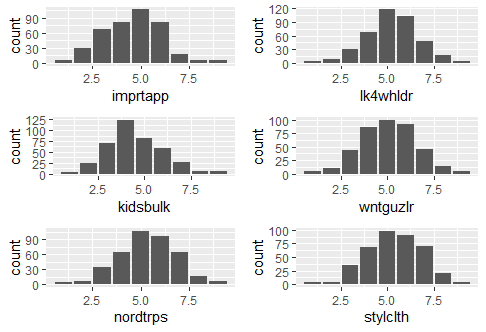 count
90
60
30
0
2.5 5.0 7.5
imprtapp
count
120
90
60
30
0
2.5 5.0 7.5
lk4whldr
count
125
100
75
50
25
0
2.5 5.0 7.5
kidsbulk
count
100
75
50
25
0
2.5 5.0 7.5
wntguzlr
count
90
60
30
0
2.5 5.0 7.5
nordtrps
count
100
75
50
25
0
2.5 5.0 7.5
stylclth